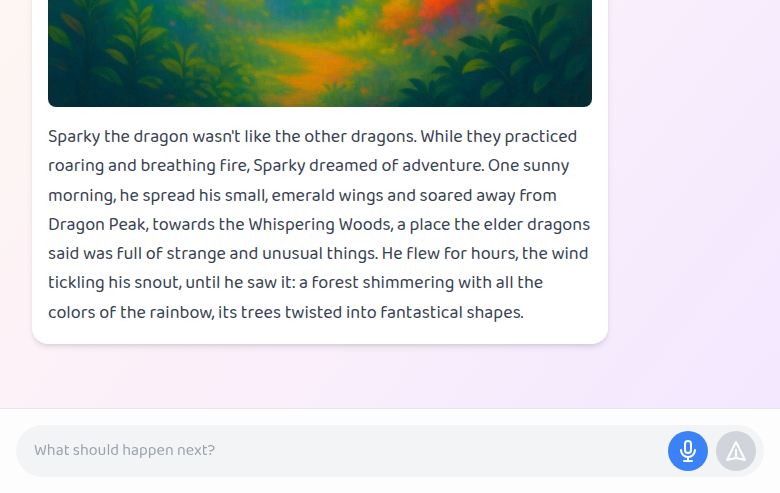 Sparky the dragon wasn't like the other dragons. While they practiced
roaring and breathing fire, Sparky dreamed of adventure. One sunny
morning, he spread his small, emerald wings and soared away from
Dragon Peak, towards the Whispering Woods, a place the elder dragons
said was full of strange and unusual things. He flew for hours, the wind
tickling his snout, until he saw it: a forest shimmering with all the
colors of the rainbow, its trees twisted into fantastical shapes.
What should happen next?